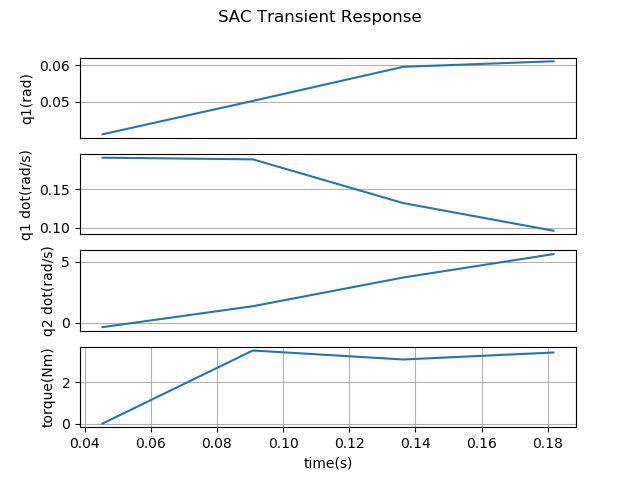 SAC Transient Response
q1(rad)
0.06
0.05
q1 dot(rad/s)
0.15
0.10
q2 dot(rad/s)
5
0
torque(Nm)
2
0
0.04 0.06 0.08 0.10 0.12 0.14 0.16 0.18
time(s)